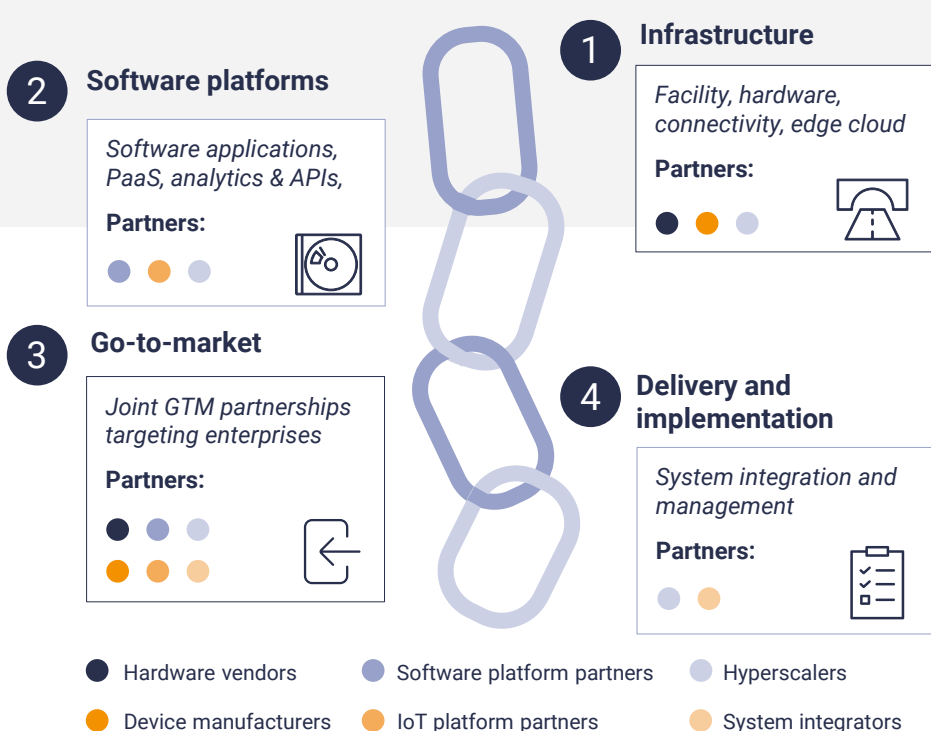 1
Infrastructure
Facility, hardware,
connectivity, edge cloud
Partners:
2
Software platforms
Software applications,
PaaS, analytics & APIs,
Partners:
3
Go-to-market
Joint GTM partnerships
targeting enterprises
Partners:
4
Delivery and
implementation
System integration and
management
Partners:
Hardware vendors
Software platform partners
Hyperscalers
Device manufacturers
IoT platform partners
System integrators